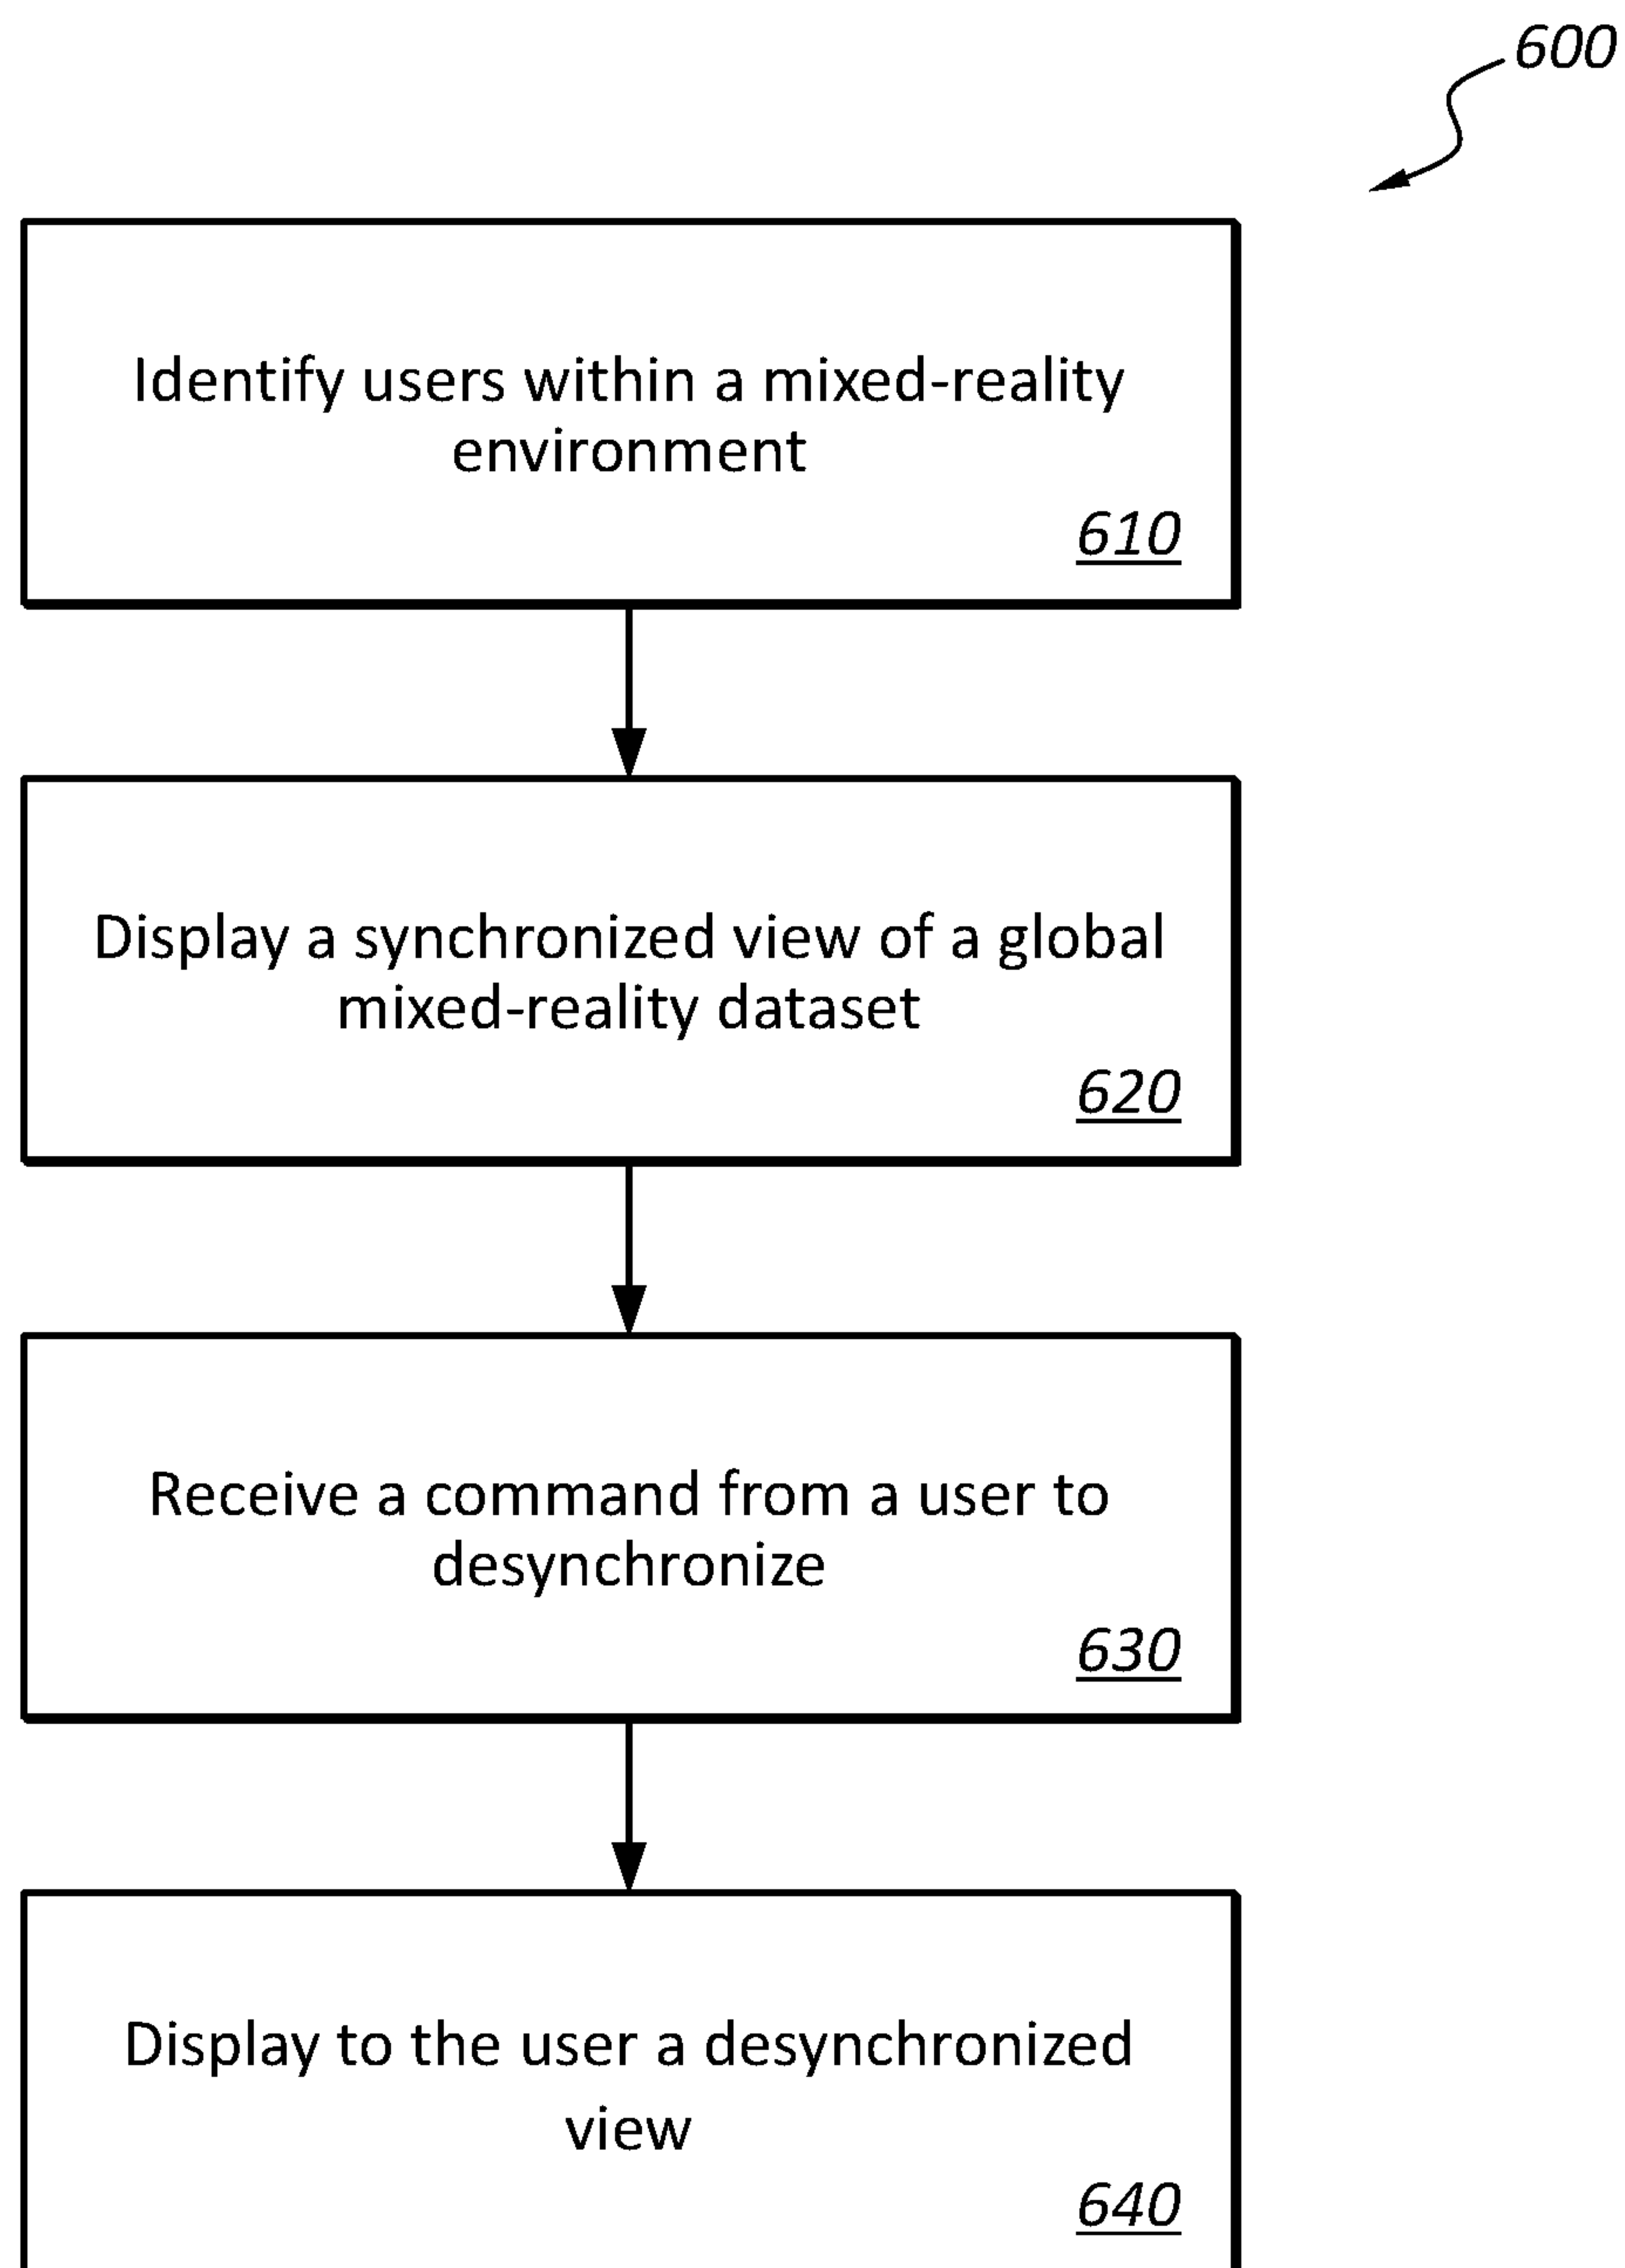 600
Identify users within a mixed-reality
environment
610
Display a synchronized view of a global
mixed-reality dataset
620
Receive a command from a user to
desynchronize
630
Display to the user a desynchronized
view
640